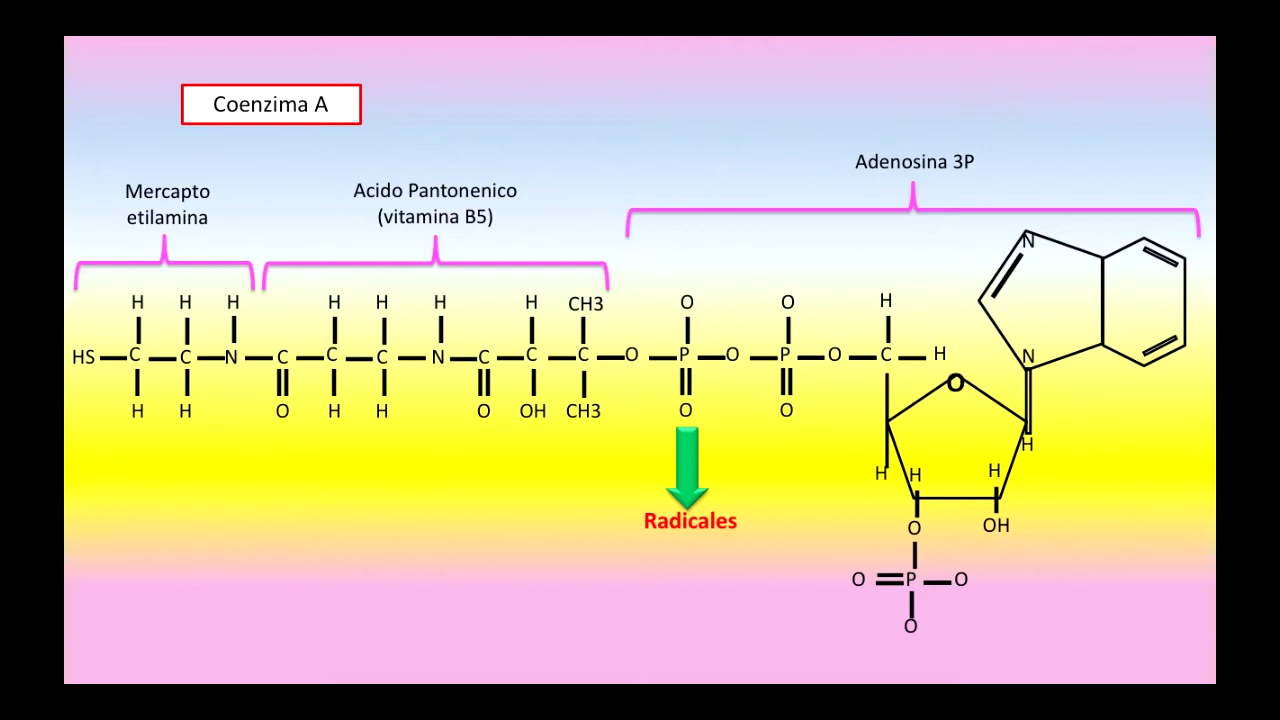 Coenzima A
Adenosina 3P
Mercapto
etilamina
Acido Pantonenico
(vitamina B5)
H H H H H H H CH3 O O H
HS C C N C C C N C C C O P O P O C H
H H O H H O OH CH3 O O
N
N
O
H
H H H
Radicales
O OH
O P O
O